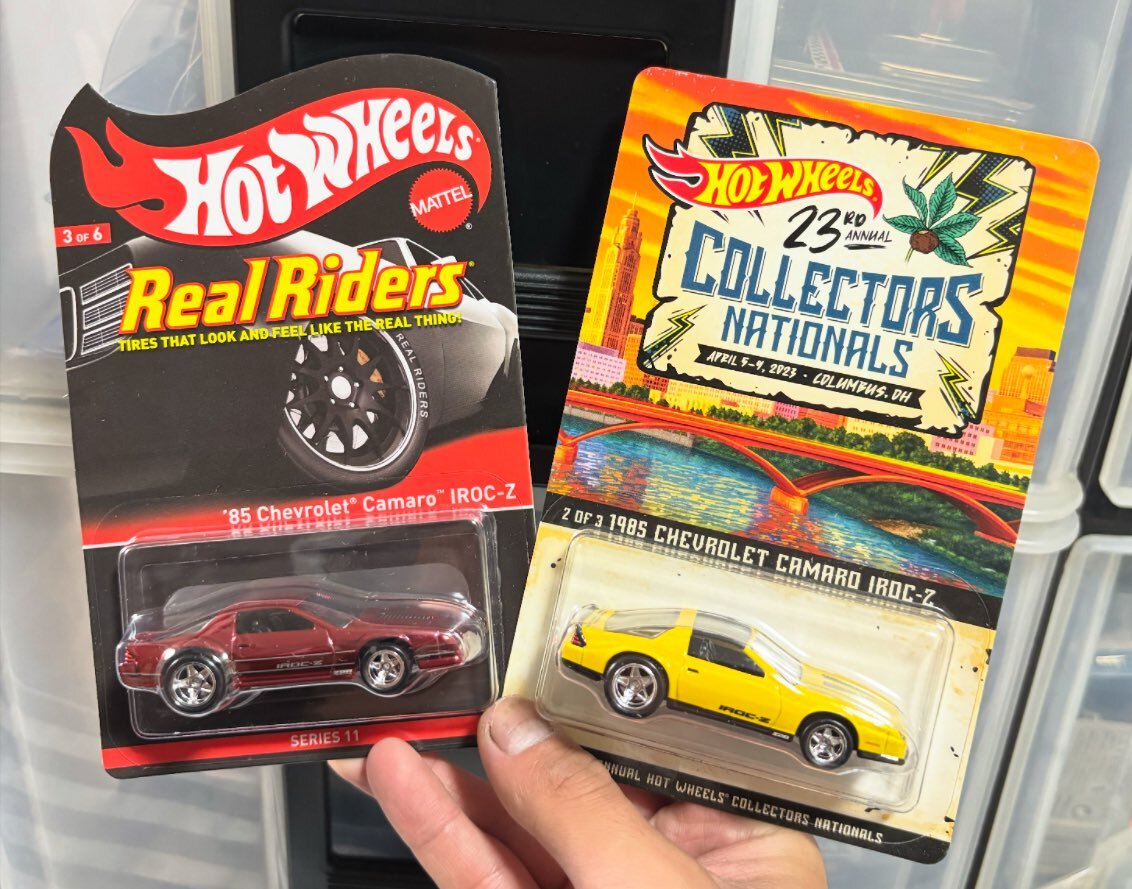 HOT WHEELS
MATTEL
3 OF 6
Real Riders
TIRES THAT LOOK AND FEEL LIKE THE REAL THING!
REAL RIDERS
'85 Chevrolet® Camaro™ IROC-Z
IROC-Z
SERIES 11
HOT WHEELS
23RD
ANNUAL
COLLECTORS
NATIONALS
APRIL 5-9, 2023 • COLUMBUS, OH
2 OF 3 1985 CHEVROLET CAMARO IROC-Z
IROC-Z
HOT WHEELS® COLLECTORS NATIONALS